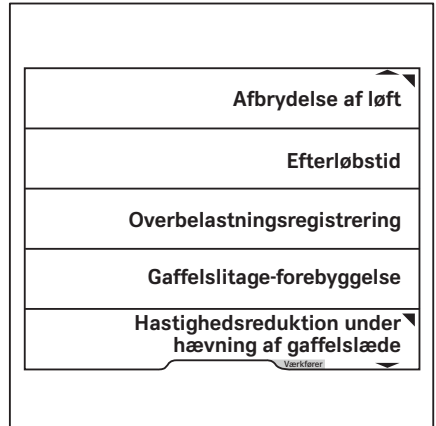 Afbrydelse af løft
Efterløbstid
Overbelastningsregistrering
Gaffelslitage-forebyggelse
Hastighedsreduktion under
hævning af gaffelslæde
Værkfører